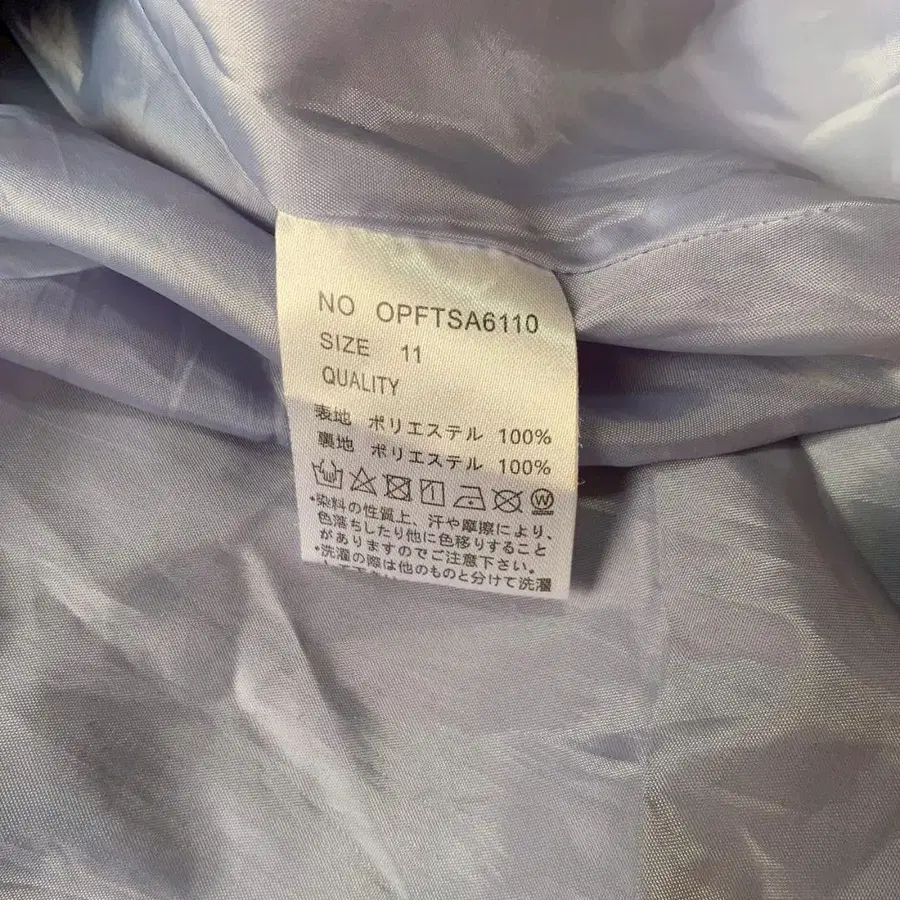 NO OPFTSA6110
SIZE 11
QUALITY
表地 ポリエステル 100%
裏地 ポリエステル 100%
W
*染料の性質上、汗や摩擦により、
色落ちしたり他に色移りすること
がありますのでご注意下さい。
*洗濯の際は他のものと分けて洗濯